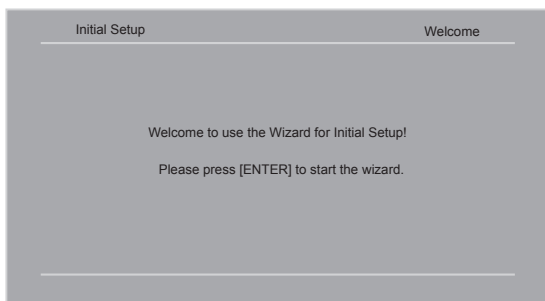 Initial Setup Welcome
Welcome to use the Wizard for Initial Setup!
Please press [ENTER] to start the wizard.